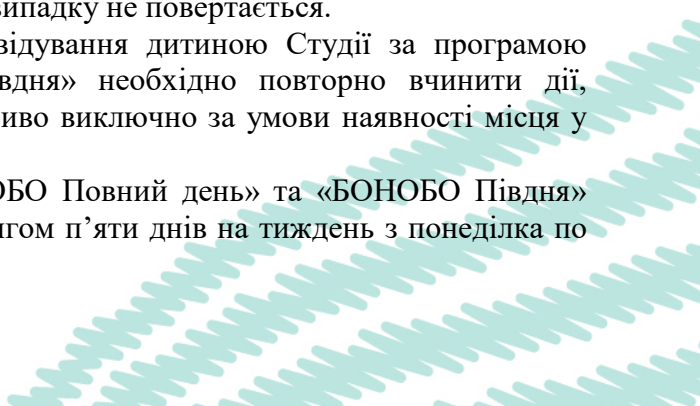 випадку не повертається.
відування дитиною Студії за програмою
вдня» необхідно повторно вчинити дії,
иво виключно за умови наявності місця у
ОБО Повний день» та «БОНОБО Півдня»
ягом п’яти днів на тиждень з понеділка по